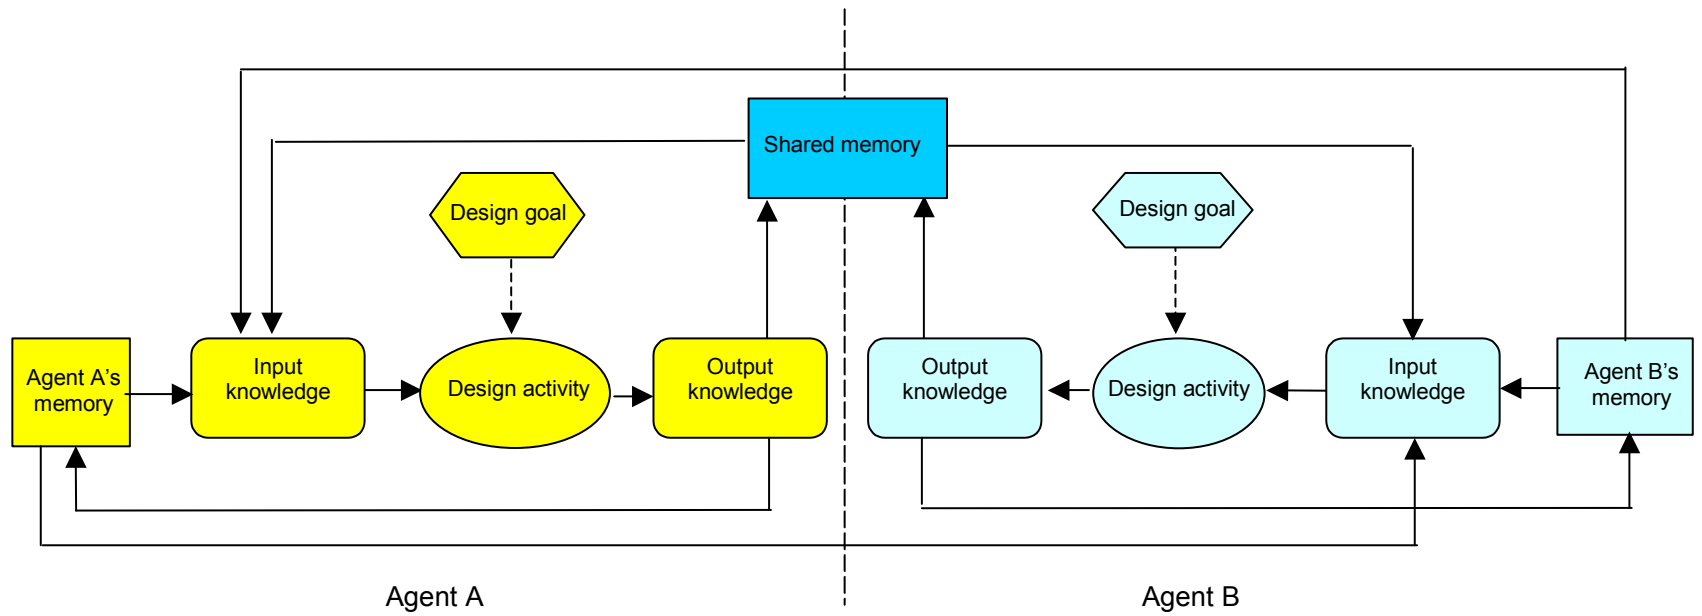 Shared memory
Design goal
Design goal
Agent A's
memory
Input
knowledge
Design activity
Output
knowledge
Output
knowledge
Design activity
Input
knowledge
Agent B's
memory
Agent A
Agent B